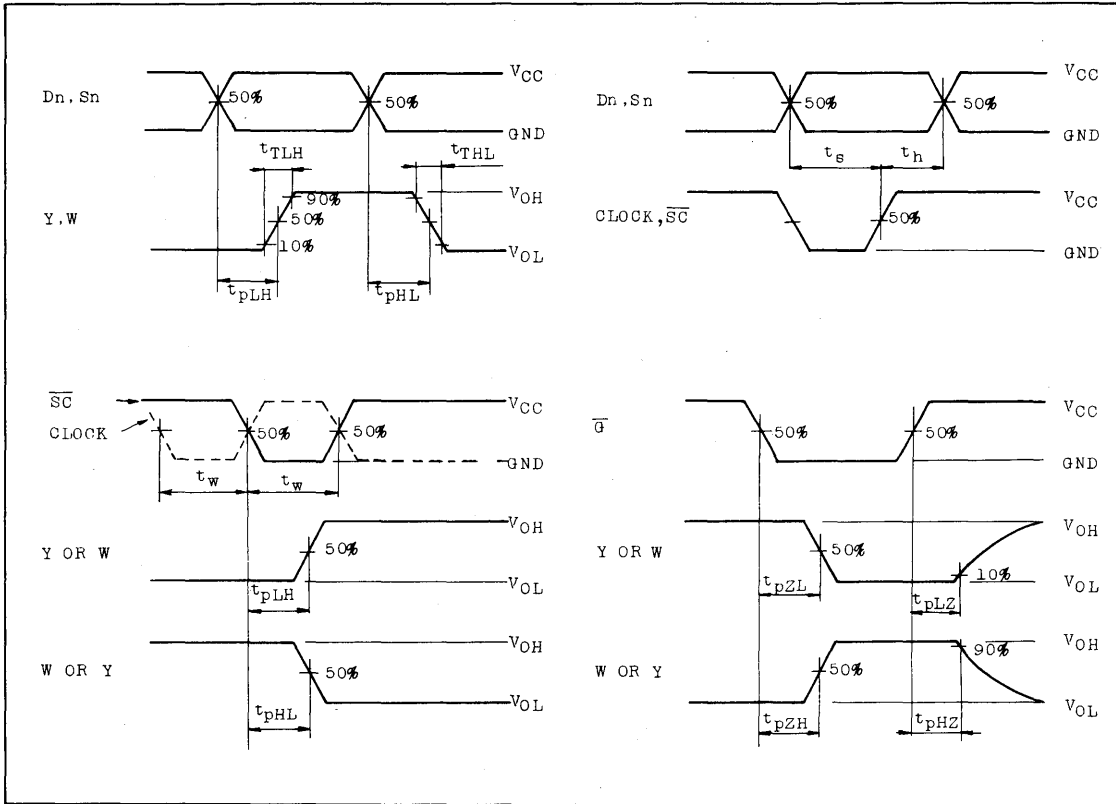 Dn, Sn
50%
50%
VCC
GND
tTLH
tTHL
Y, W
90%
50%
10%
VOH
VOL
tpLH
tpHL
Dn, Sn
50%
50%
VCC
GND
ts
th
CLOCK, S̅C̅
50%
VCC
GND
S̅C̅
CLOCK
50%
50%
VCC
GND
tw
tw
Y OR W
50%
VOH
VOL
tpLH
W OR Y
50%
VOH
VOL
tpHL
G̅
50%
50%
VCC
GND
Y OR W
50%
10%
VOH
VOL
tpZL
tpLZ
W OR Y
50%
90%
VOH
VOL
tpZH
tpHZ